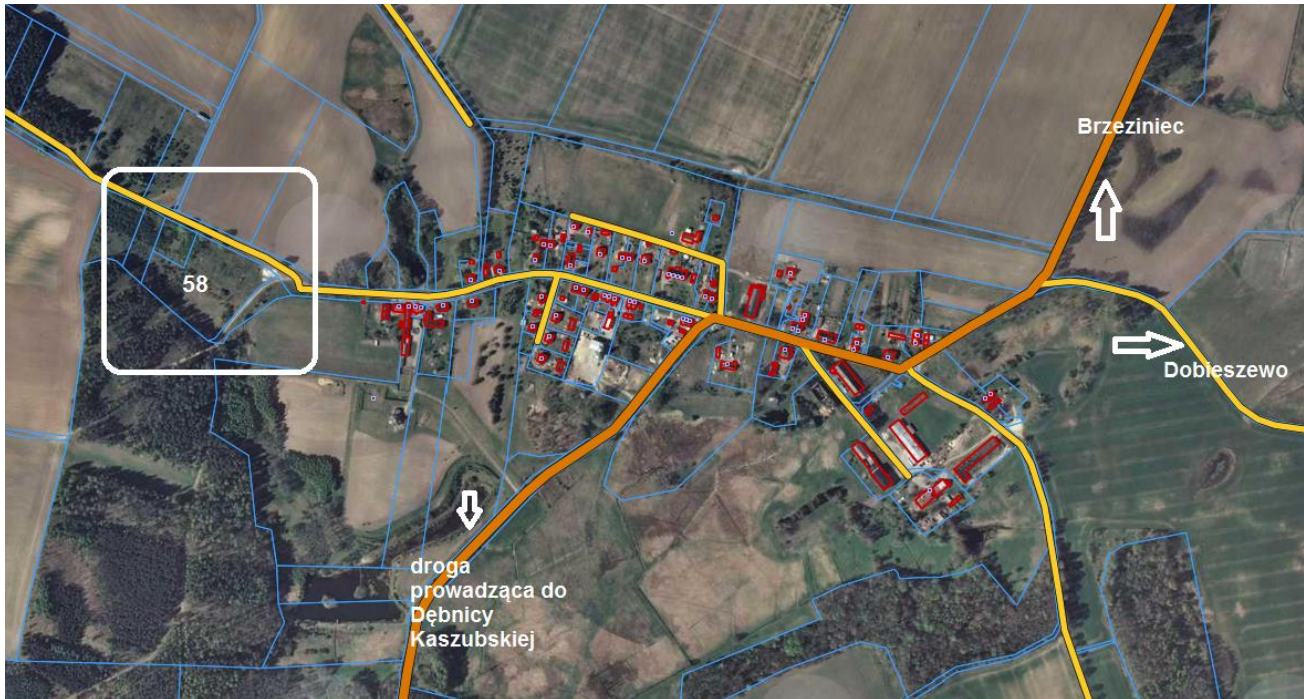 Brzeziniec
58
Dobieszewo
droga
prowadząca do
Dębnicy
Kaszubskiej